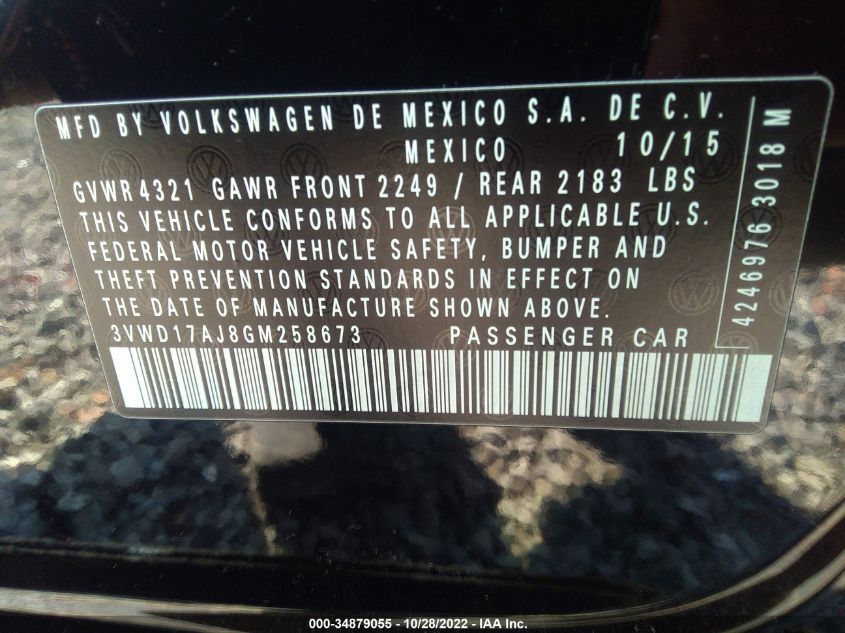 MFD BY VOLKSWAGEN DE MEXICO S.A. DE C.V.
MEXICO 10/15
GVWR 4321 GAWR FRONT 2249 / REAR 2183 LBS
THIS VEHICLE CONFORMS TO ALL APPLICABLE U.S.
FEDERAL MOTOR VEHICLE SAFETY, BUMPER AND
THEFT PREVENTION STANDARDS IN EFFECT ON
THE DATE OF MANUFACTURE SHOWN ABOVE.
3VWD17AJ8GM258673 PASSENGER CAR
4246976 3018 M
000-34879055 - 10/28/2022 - IAA Inc.